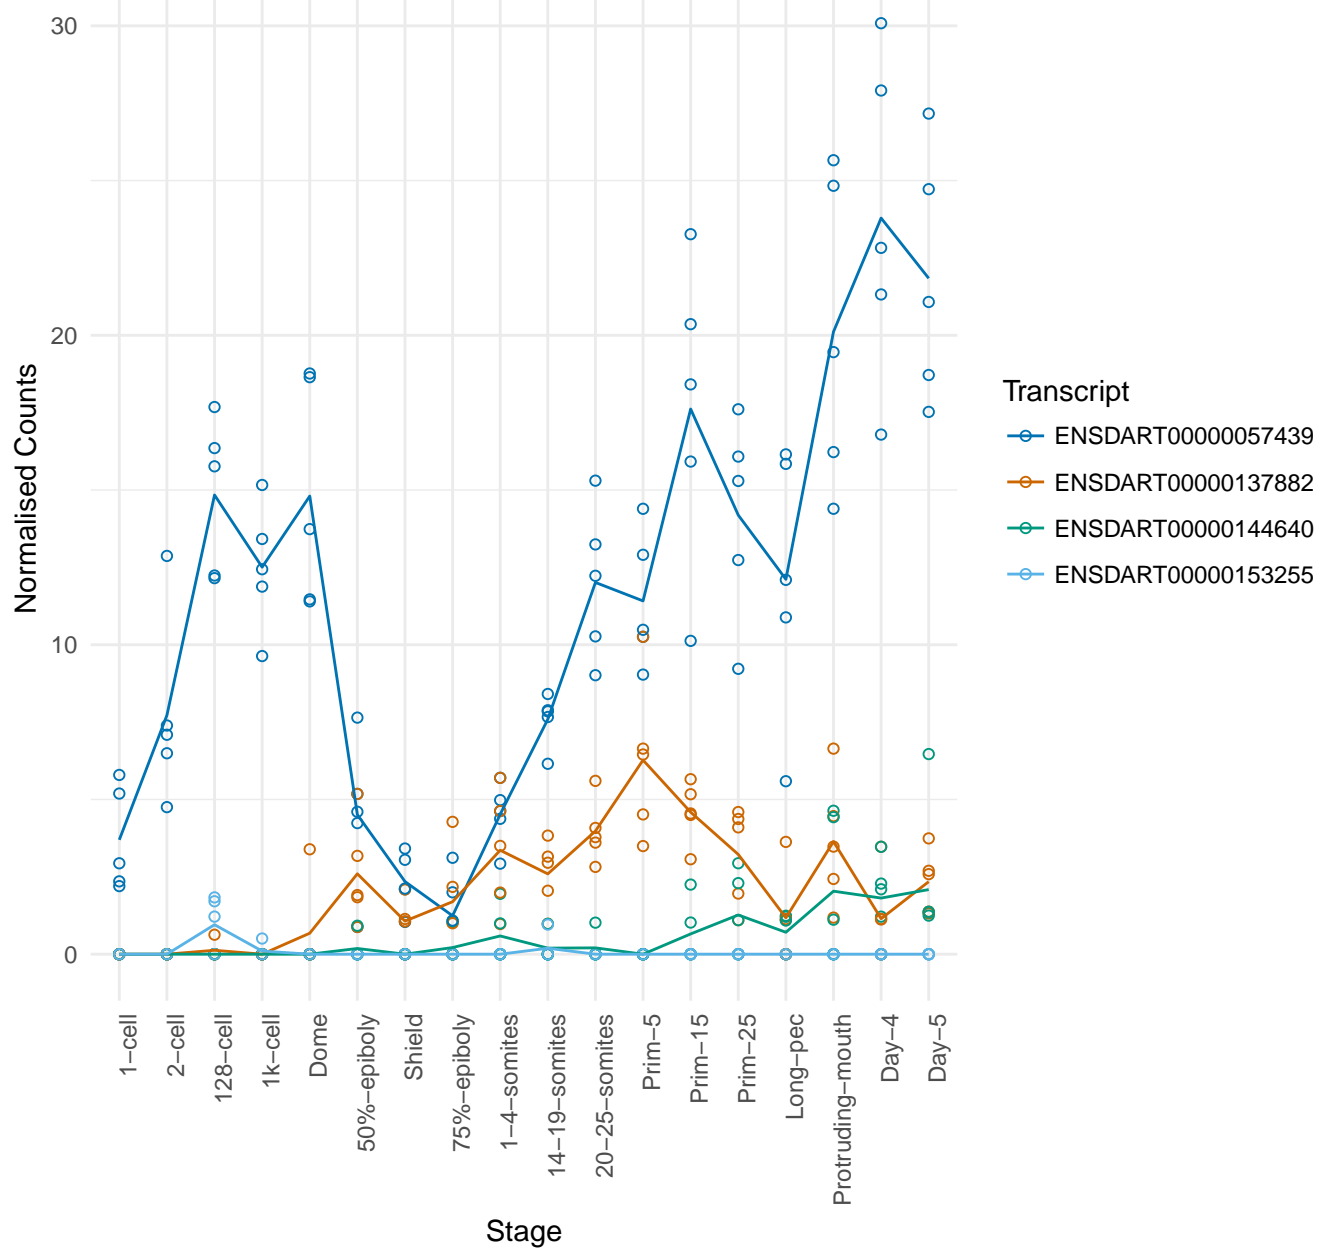 30
20
10
0
Normalised Counts
1−cell
2−cell
128−cell
1k−cell
Dome
50%−epiboly
Shield
75%−epiboly
1−4−somites
14−19−somites
20−25−somites
Prim−5
Prim−15
Prim−25
Long−pec
Protruding−mouth
Day−4
Day−5
Stage
Transcript
ENSDART00000057439
ENSDART00000137882
ENSDART00000144640
ENSDART00000153255